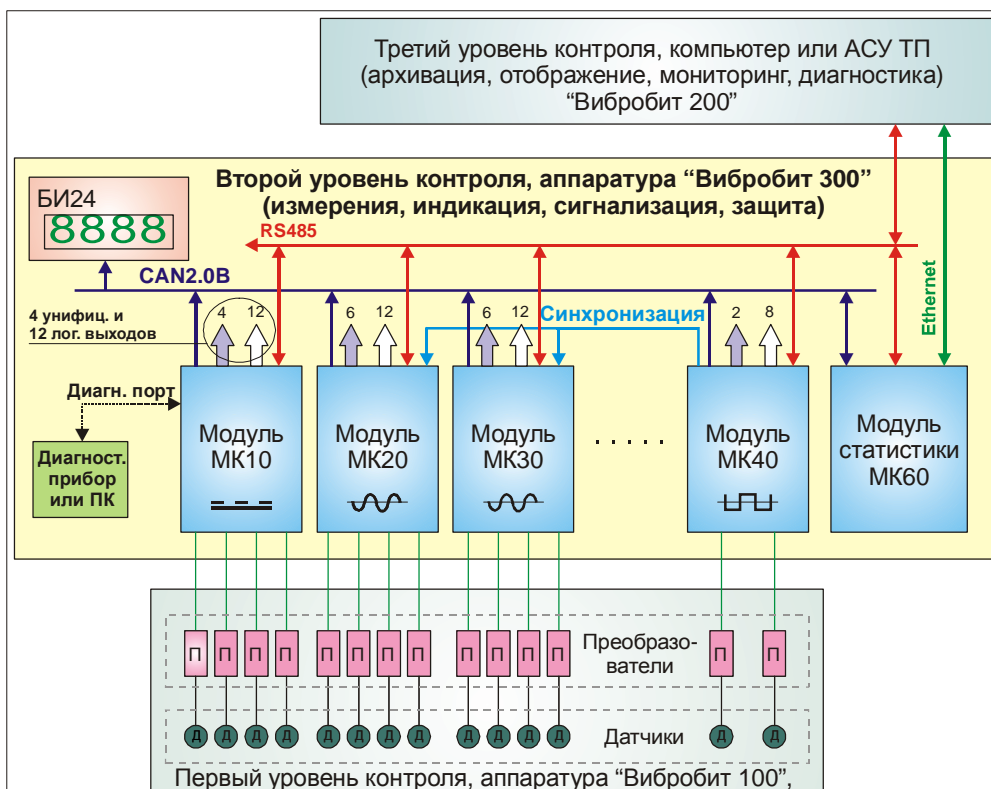 Третий уровень контроля, компьютер или АСУ ТП
(архивация, отображение, мониторинг, диагностика)
“Вибробит 200”
Второй уровень контроля, аппаратура “Вибробит 300”
(измерения, индикация, сигнализация, защита)
БИ24
8888
RS485
CAN2.0B
Ethernet
4 унифиц. и
12 лог. выходов
4
12
6
12
6
12
2
8
Синхронизация
Диагн. порт
Диагност.
прибор
или ПК
Модуль
МК10
Модуль
МК20
Модуль
МК30
. . . . .
Модуль
МК40
Модуль
статистики
МК60
П П П П П П П П П П П П П П
Преобразо-
ватели
Д Д Д Д Д Д Д Д Д Д Д Д Д Д
Датчики
Первый уровень контроля, аппаратура “Вибробит 100”,